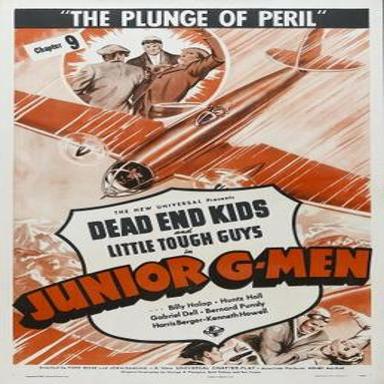 "THE PLUNGE OF PERIL"
Chapter 9
THE NEW UNIVERSAL Presents
DEAD END KIDS
and
LITTLE TOUGH GUYS
in
JUNIOR G-MEN
... Billy Halop · Huntz Hall
Gabriel Dell · Bernard Punsly
Harris Berger · Kenneth Howell